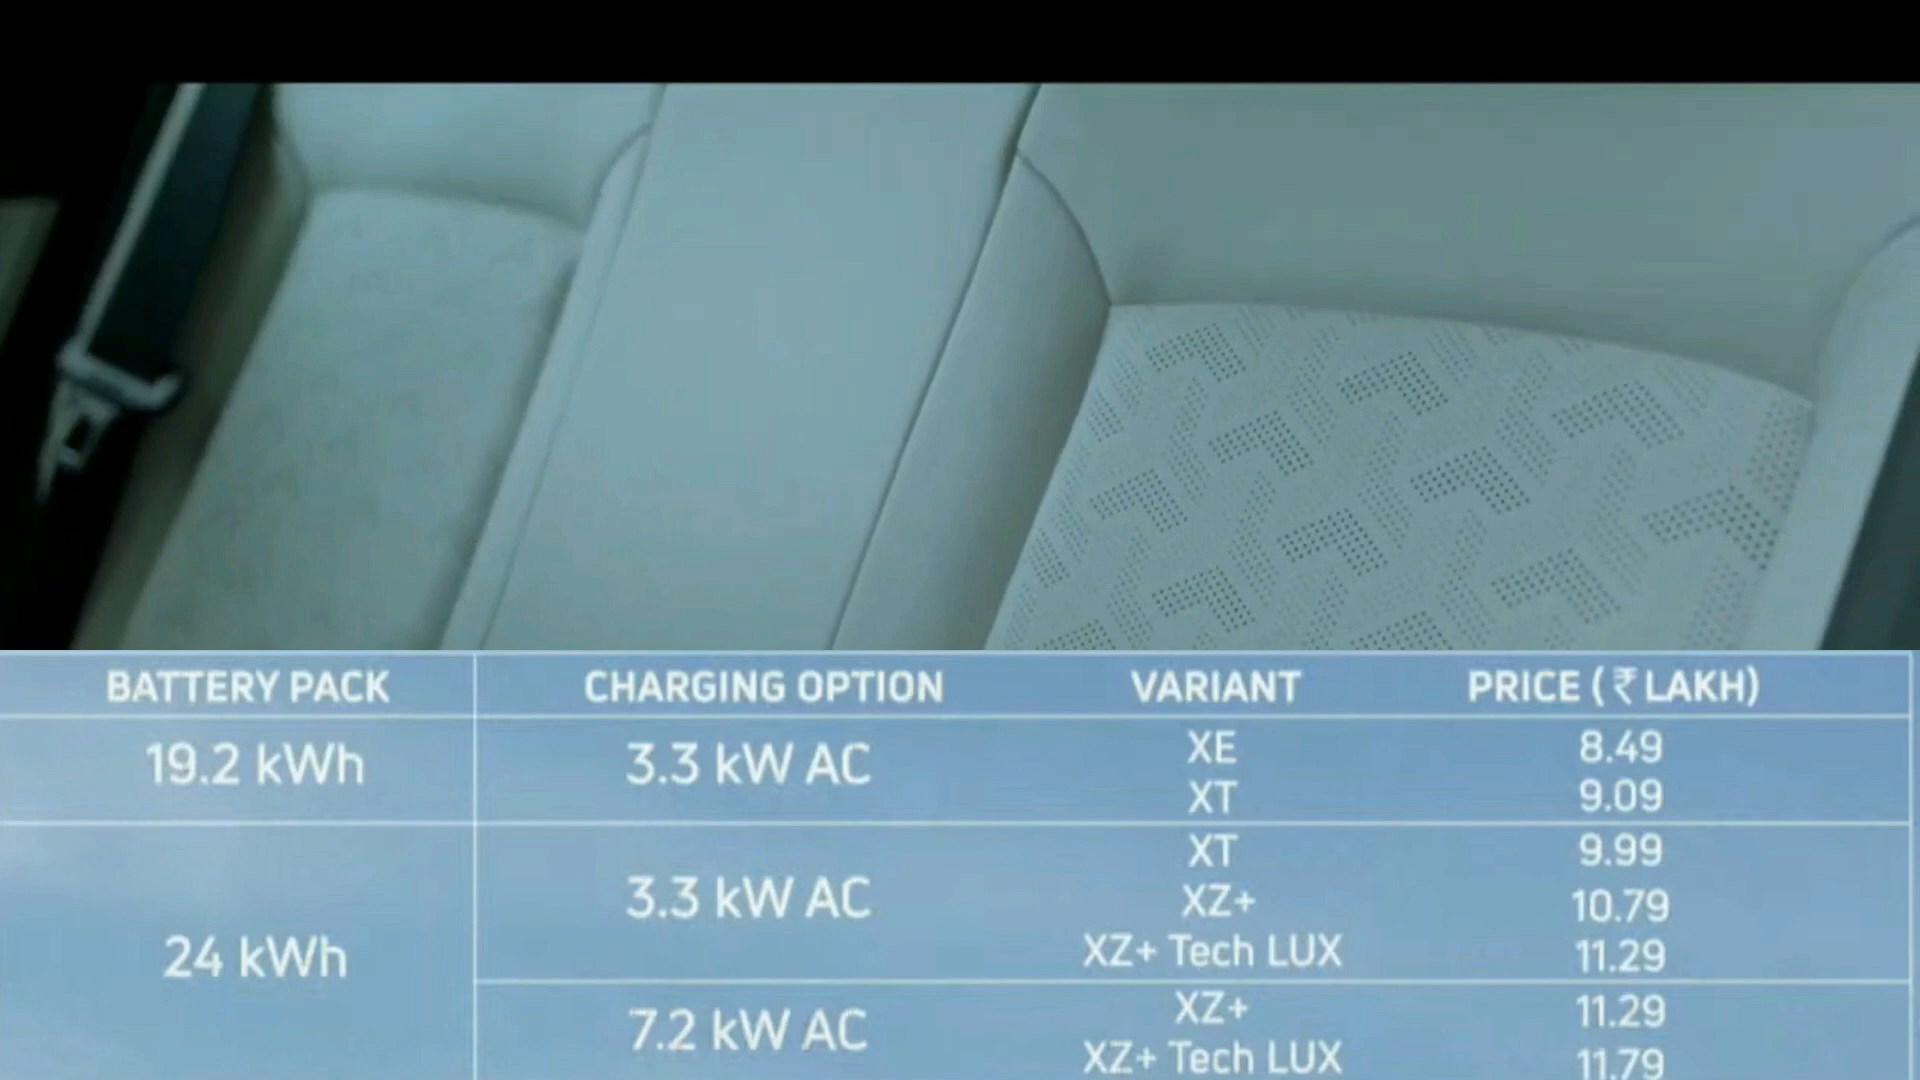 BATTERY PACK CHARGING OPTION VARIANT PRICE (₹ LAKH)
19.2 kWh 3.3 kW AC XE 8.49
XT 9.09
24 kWh 3.3 kW AC XT 9.99
XZ+ 10.79
XZ+ Tech LUX 11.29
7.2 kW AC XZ+ 11.29
XZ+ Tech LUX 11.79